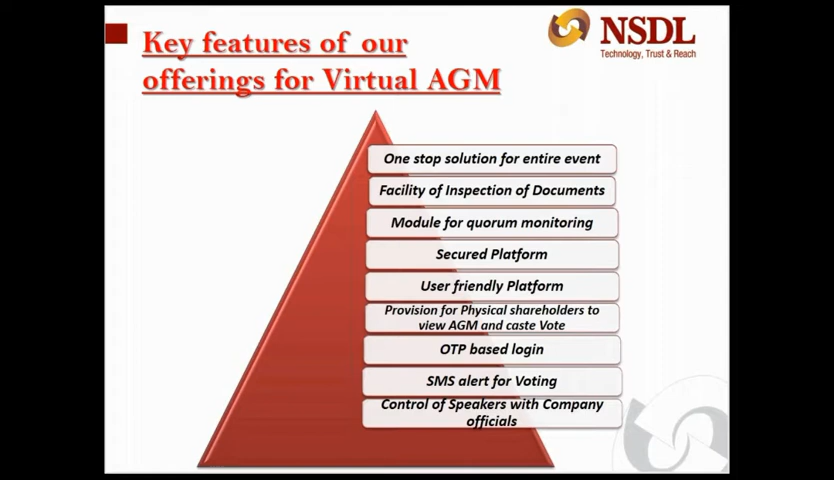 Key features of our
offerings for Virtual AGM
NSDL
Technology, Trust & Reach
One stop solution for entire event
Facility of Inspection of Documents
Module for quorum monitoring
Secured Platform
User friendly Platform
Provision for Physical shareholders to
view AGM and caste Vote
OTP based login
SMS alert for Voting
Control of Speakers with Company
officials